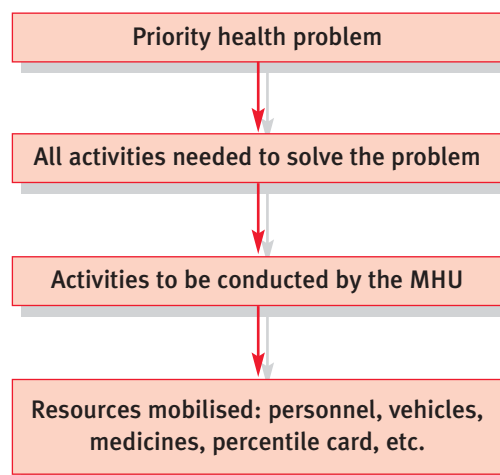 Priority health problem
All activities needed to solve the problem
Activities to be conducted by the MHU
Resources mobilised: personnel, vehicles,
medicines, percentile card, etc.